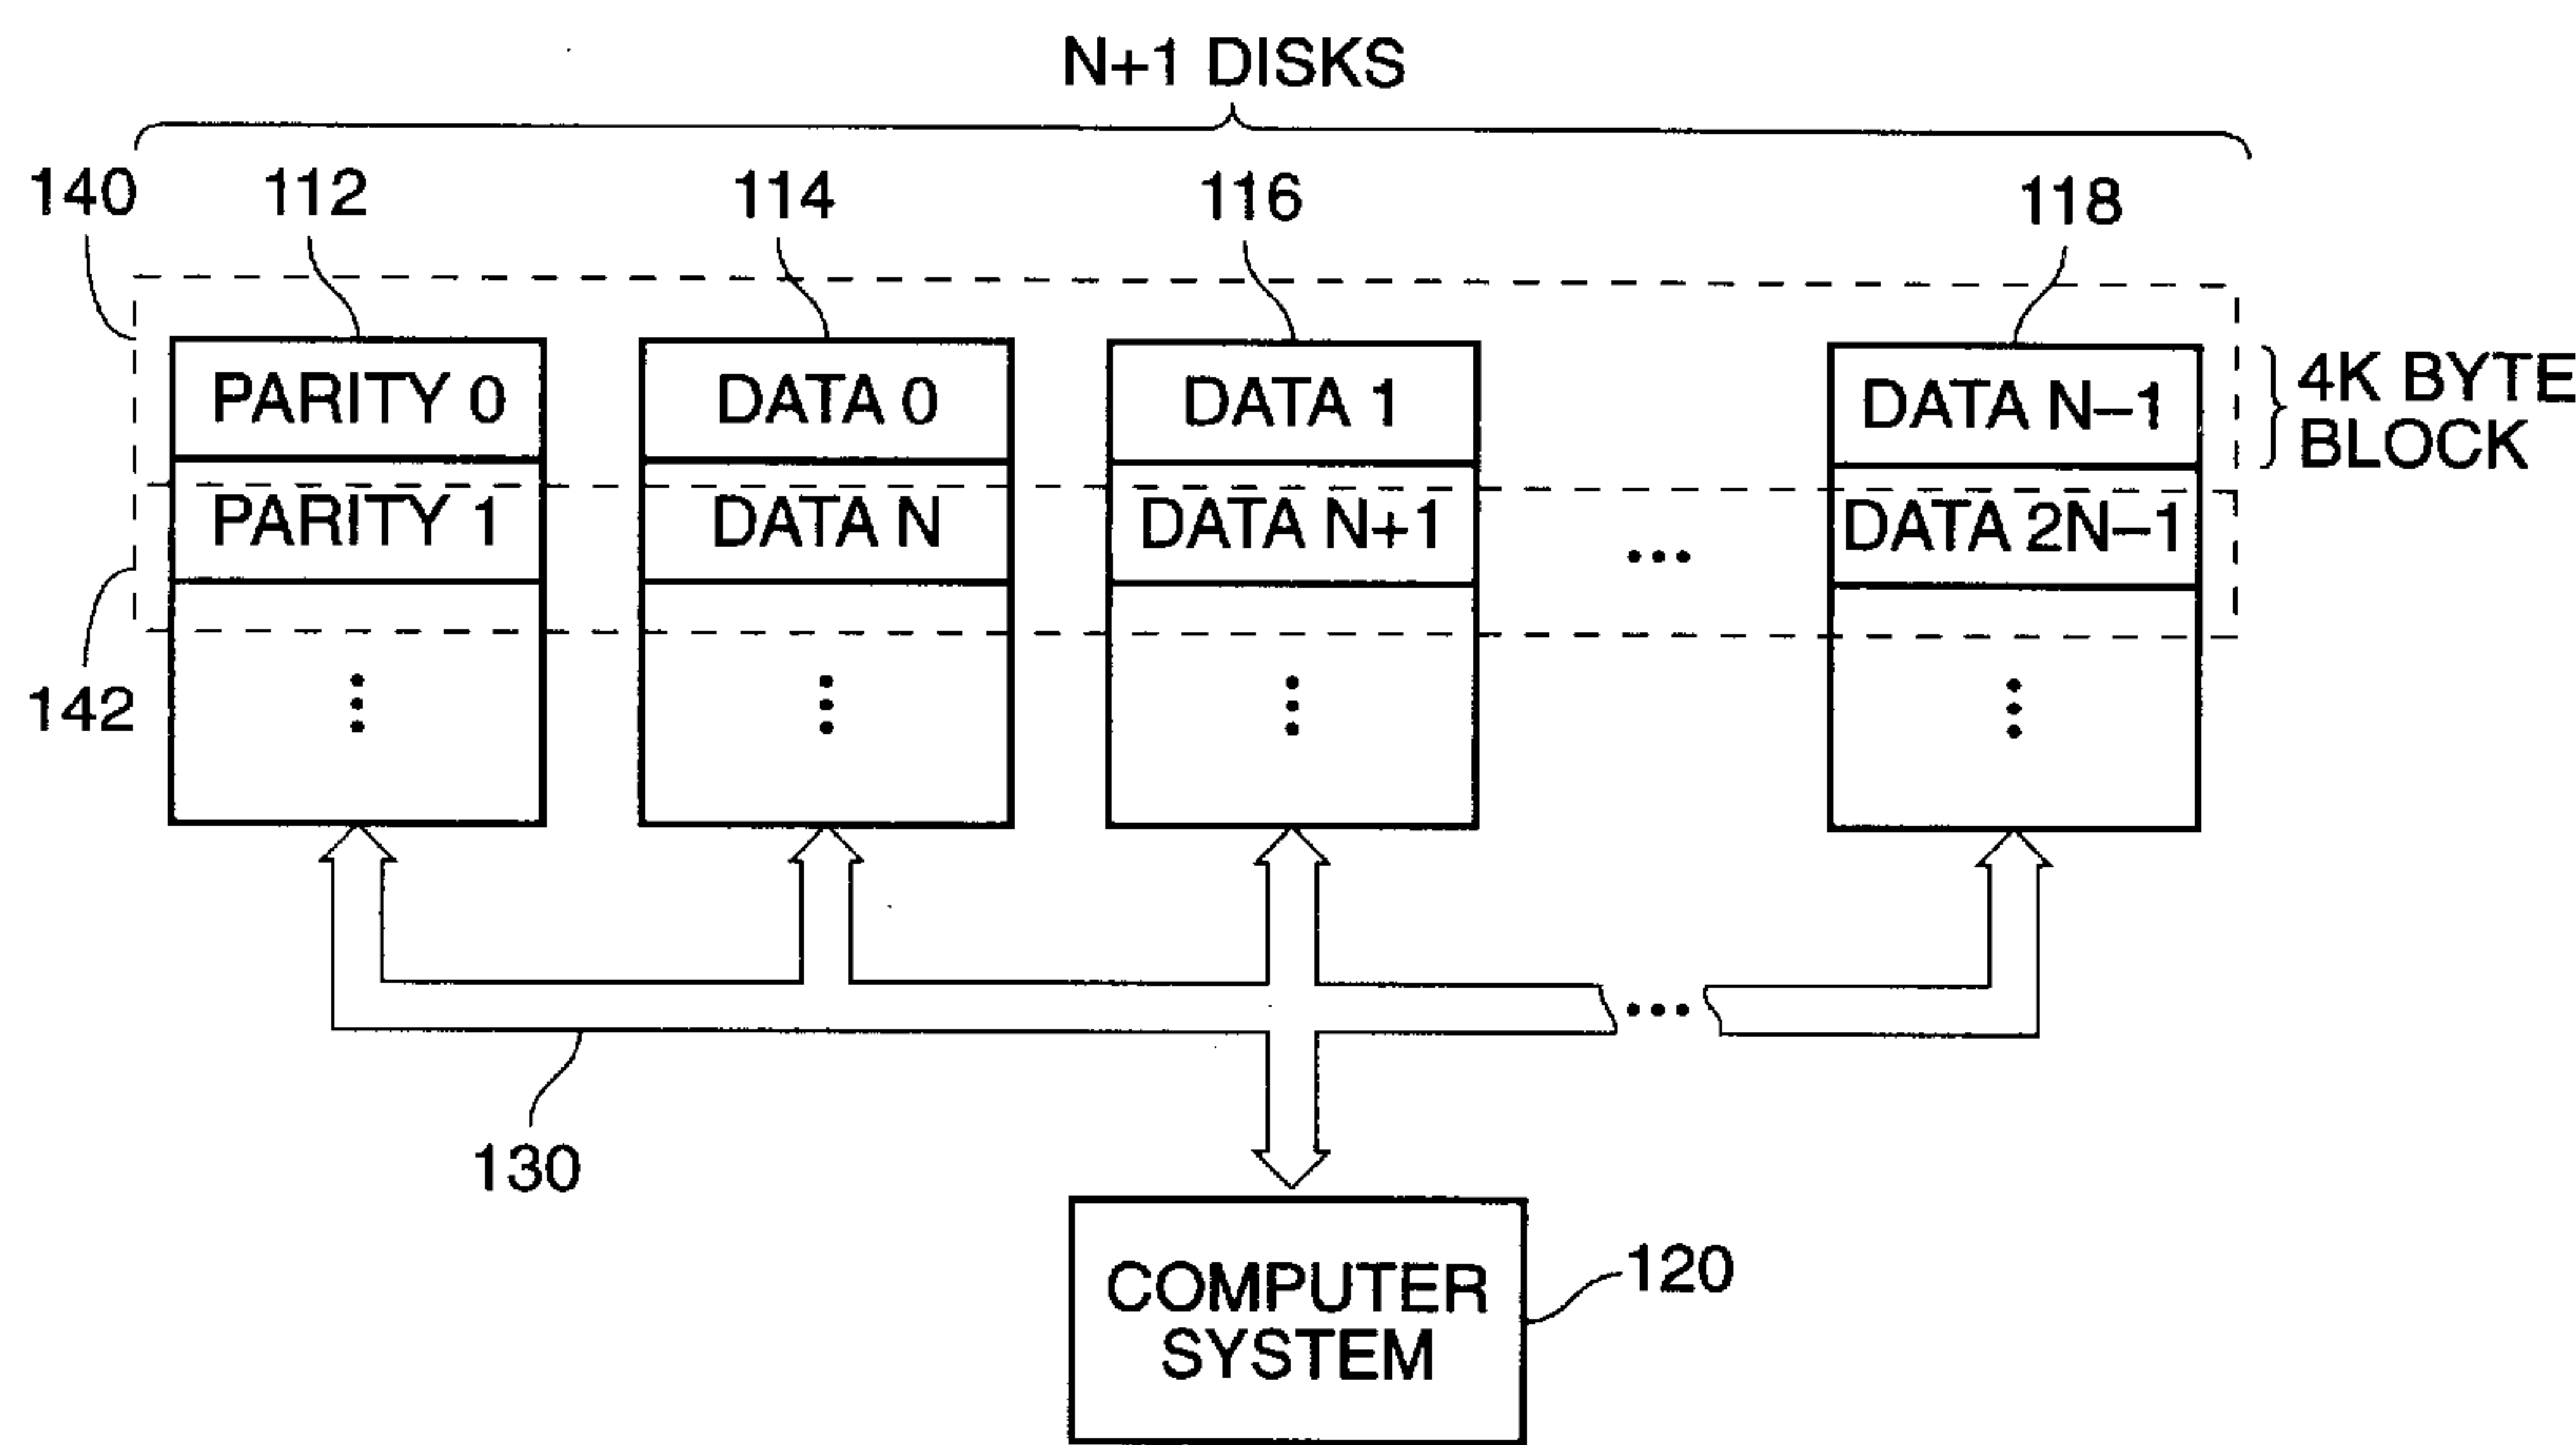 N+1 DISKS
140
112
114
116
118
PARITY 0
DATA 0
DATA 1
DATA N–1
4K BYTE
BLOCK
PARITY 1
DATA N
DATA N+1
...
DATA 2N–1
142
...
130
COMPUTER
SYSTEM
120